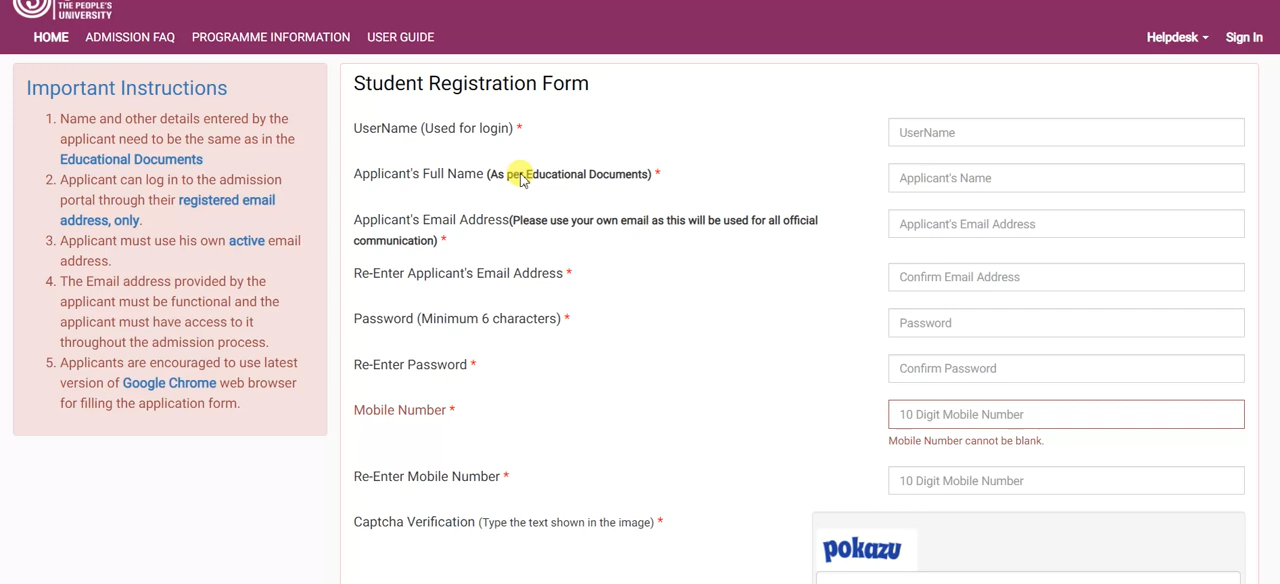 THE PEOPLE'S
UNIVERSITY
HOME ADMISSION FAQ PROGRAMME INFORMATION USER GUIDE Helpdesk Sign In
Important Instructions
1. Name and other details entered by the
applicant need to be the same as in the
Educational Documents
2. Applicant can log in to the admission
portal through their registered email
address, only.
3. Applicant must use his own active email
address.
4. The Email address provided by the
applicant must be functional and the
applicant must have access to it
throughout the admission process.
5. Applicants are encouraged to use latest
version of Google Chrome web browser
for filling the application form.
Student Registration Form
UserName (Used for login) *
UserName
Applicant's Full Name (As per Educational Documents) *
Applicant's Name
Applicant's Email Address(Please use your own email as this will be used for all official
communication) *
Applicant's Email Address
Re-Enter Applicant's Email Address *
Confirm Email Address
Password (Minimum 6 characters) *
Password
Re-Enter Password *
Confirm Password
Mobile Number *
10 Digit Mobile Number
Mobile Number cannot be blank.
Re-Enter Mobile Number *
10 Digit Mobile Number
Captcha Verification (Type the text shown in the image) *
pokazu